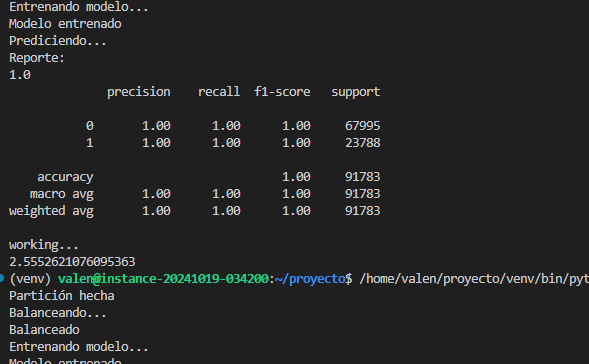 Entrenando modelo...
Modelo entrenado
Prediciendo...
Reporte:
1.0
precision recall f1-score support
0 1.00 1.00 1.00 67995
1 1.00 1.00 1.00 23788
accuracy 1.00 91783
macro avg 1.00 1.00 1.00 91783
weighted avg 1.00 1.00 1.00 91783
working...
2.5552621076095363
(venv) valen@instance-20241019-034200:~/proyecto$ /home/valen/proyecto/venv/bin/pyt
Partición hecha
Balanceando...
Balanceado
Entrenando modelo...
Modelo entrenado